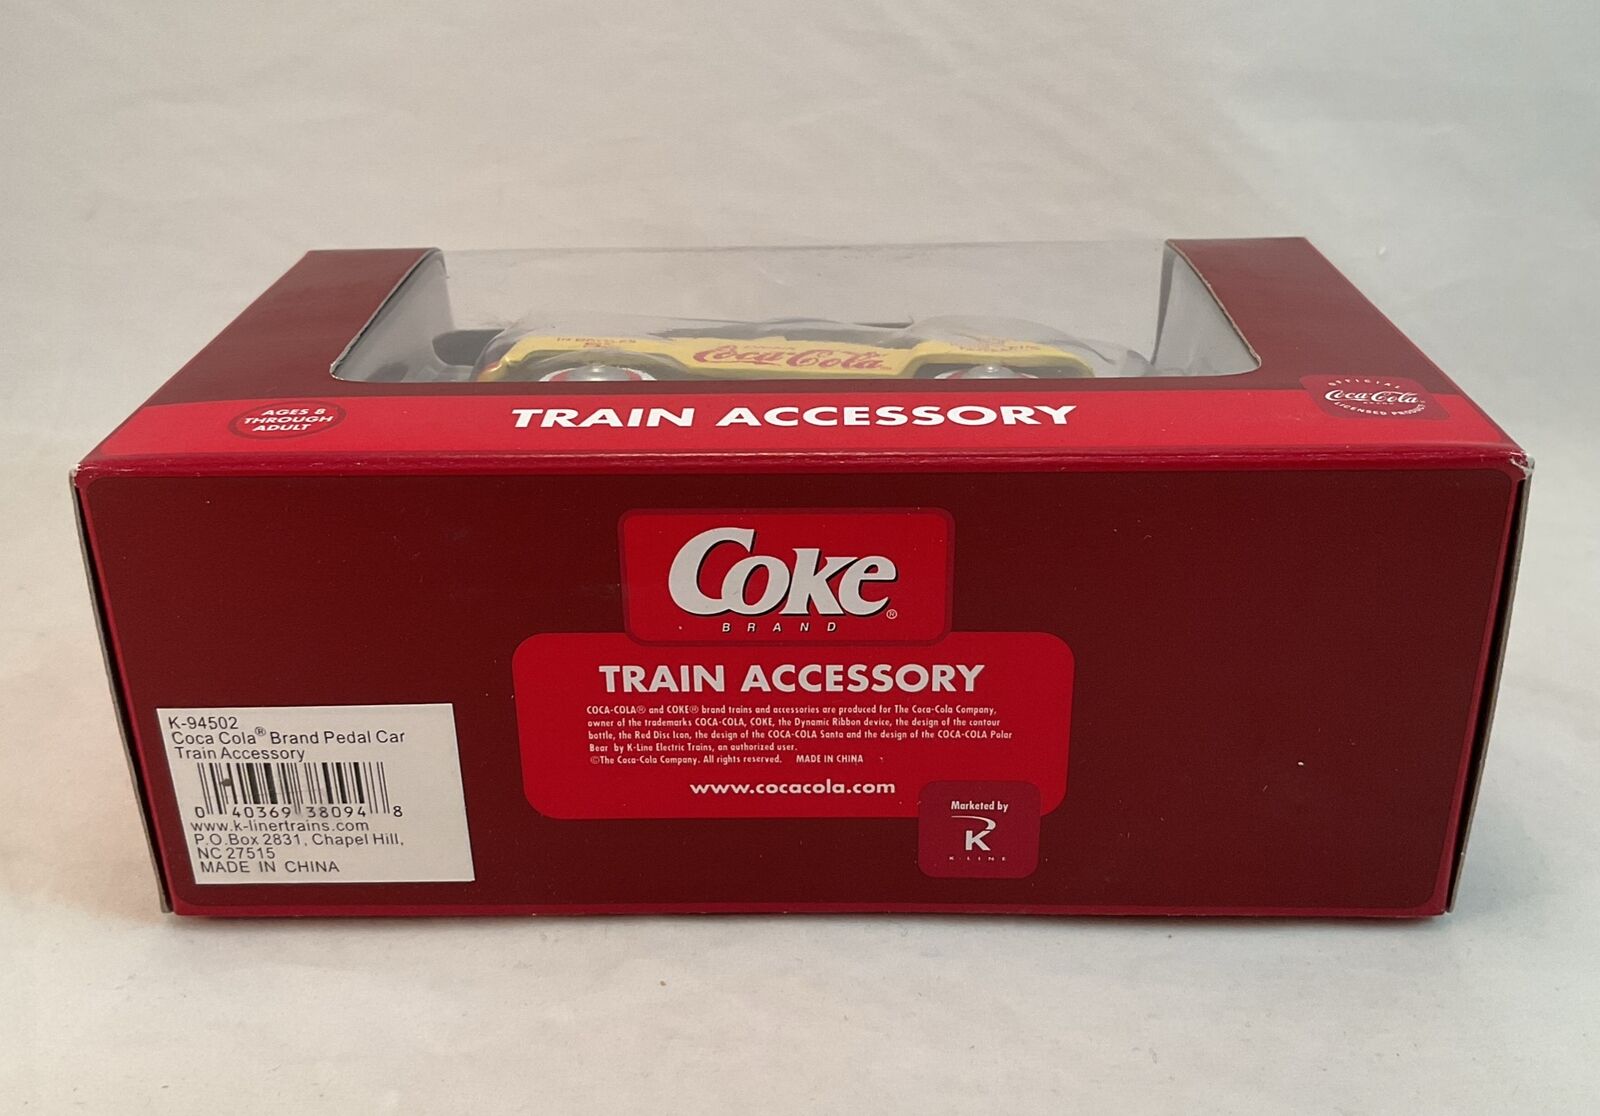 IN BOTTLES
5¢
Coca-Cola
AGES 8
THROUGH
ADULT
TRAIN ACCESSORY
OFFICIAL
Coca-Cola
LICENSED PRODUCT
Coke®
BRAND
TRAIN ACCESSORY
COCA-COLA® and COKE® brand trains and accessories are produced for The Coca-Cola Company,
owner of the trademarks COCA-COLA, COKE, the Dynamic Ribbon device, the design of the contour
bottle, the Red Disc Icon, the design of the COCA-COLA Santa and the design of the COCA-COLA Polar
Bear by K-Line Electric Trains, an authorized user.
©The Coca-Cola Company. All rights reserved. MADE IN CHINA
www.cocacola.com
Marketed by
K
K-LINE
K-94502
Coca Cola® Brand Pedal Car
Train Accessory
0 40369 38094 8
www.k-linertrains.com
P.O.Box 2831, Chapel Hill,
NC 27515
MADE IN CHINA